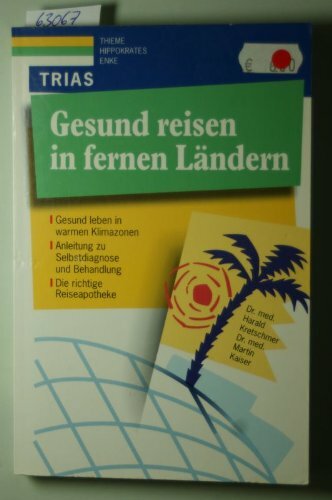 63067
THIEME
HIPPOKRATES
ENKE
TRIAS
€
Gesund reisen
in fernen Ländern
Gesund leben in
warmen Klimazonen
Anleitung zu
Selbstdiagnose
und Behandlung
Die richtige
Reiseapotheke
Dr. med.
Harald
Kretschmer
Dr. med.
Martin
Kaiser